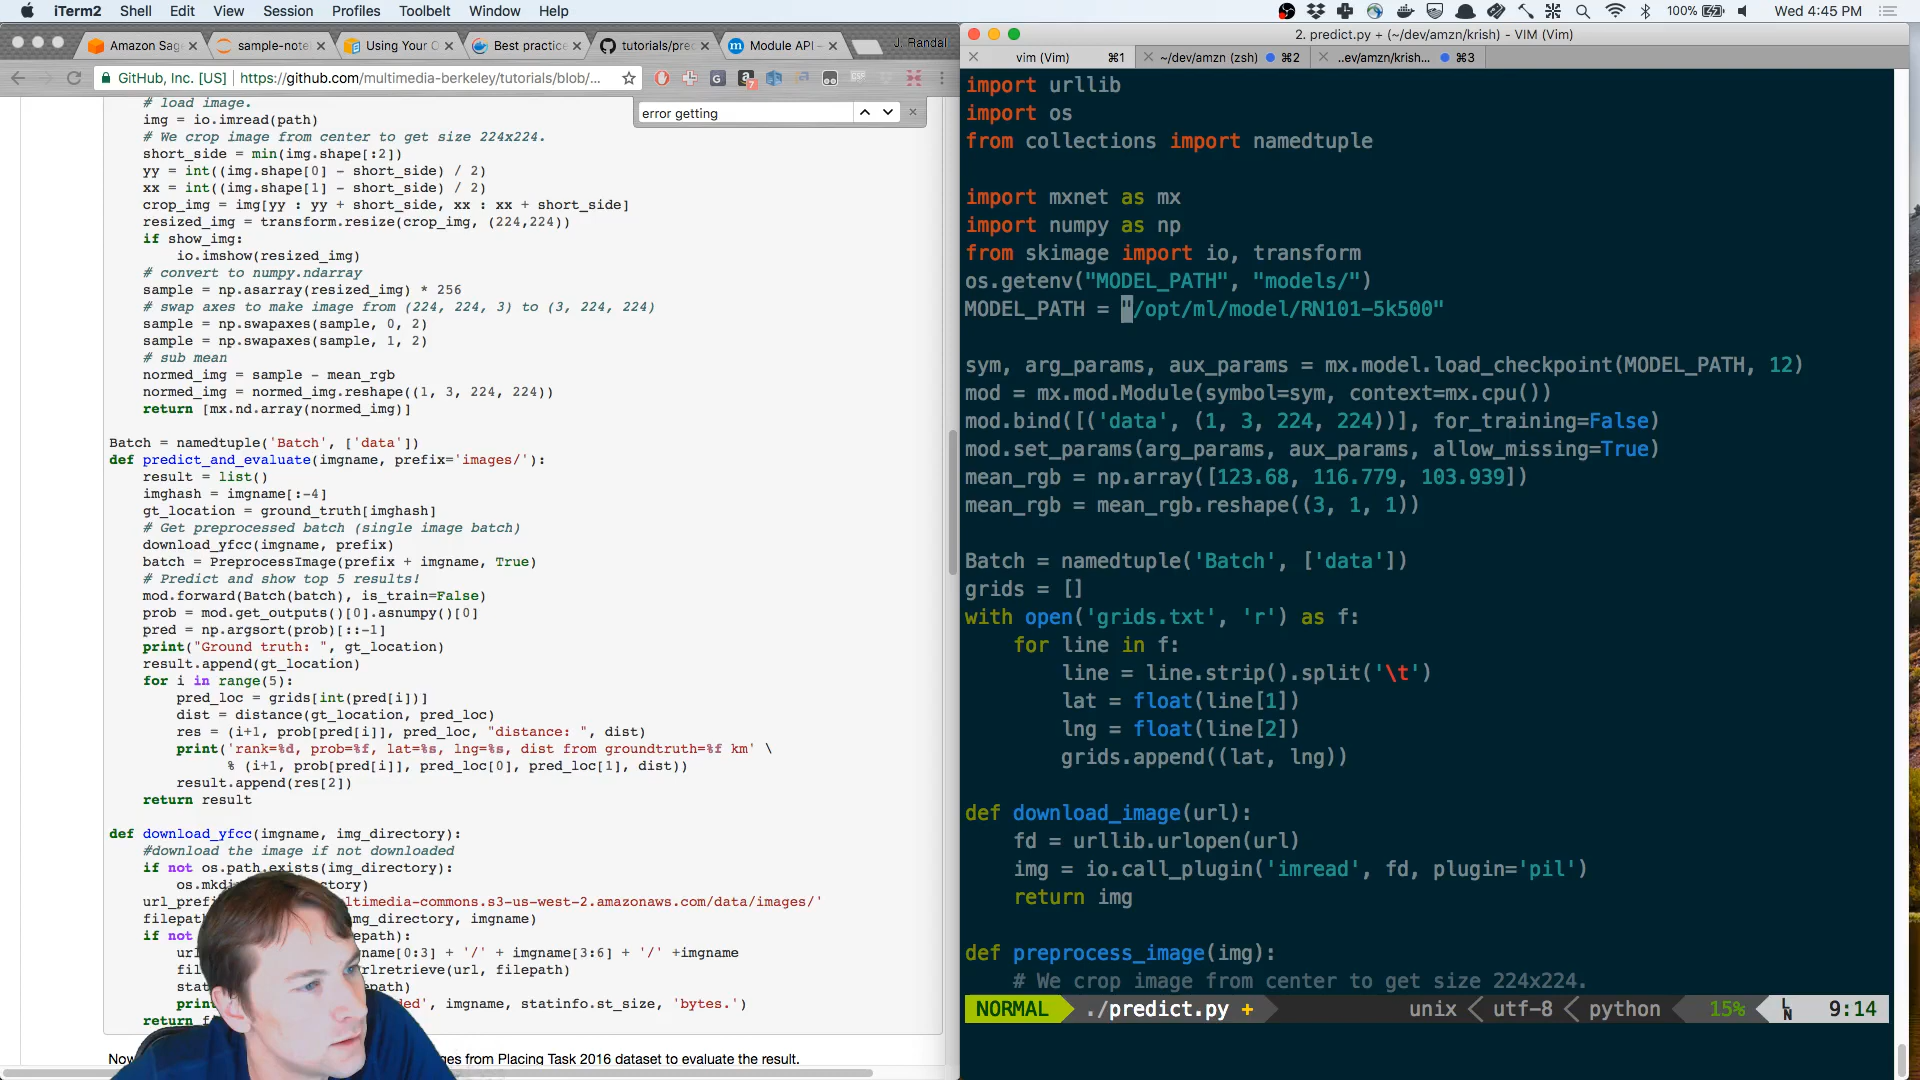 iTerm2 Shell Edit View Session Profiles Toolbelt Window Help 100% Wed 4:45 PM
Amazon Sag
sample-note
Using Your O
Best practice
tutorials/pre
Module API –
J. Randal
GitHub, Inc. [US] https://github.com/multimedia-berkeley/tutorials/blob/...
error getting
# load image.
img = io.imread(path)
# We crop image from center to get size 224x224.
short_side = min(img.shape[:2])
yy = int((img.shape[0] - short_side) / 2)
xx = int((img.shape[1] - short_side) / 2)
crop_img = img[yy : yy + short_side, xx : xx + short_side]
resized_img = transform.resize(crop_img, (224,224))
if show_img:
io.imshow(resized_img)
# convert to numpy.ndarray
sample = np.asarray(resized_img) * 256
# swap axes to make image from (224, 224, 3) to (3, 224, 224)
sample = np.swapaxes(sample, 0, 2)
sample = np.swapaxes(sample, 1, 2)
# sub mean
normed_img = sample - mean_rgb
normed_img = normed_img.reshape((1, 3, 224, 224))
return [mx.nd.array(normed_img)]
Batch = namedtuple('Batch', ['data'])
def predict_and_evaluate(imgname, prefix='images/'):
result = list()
imghash = imgname[:-4]
gt_location = ground_truth[imghash]
# Get preprocessed batch (single image batch)
download_yfcc(imgname, prefix)
batch = PreprocessImage(prefix + imgname, True)
# Predict and show top 5 results!
mod.forward(Batch(batch), is_train=False)
prob = mod.get_outputs()[0].asnumpy()[0]
pred = np.argsort(prob)[::-1]
print("Ground truth: ", gt_location)
result.append(gt_location)
for i in range(5):
pred_loc = grids[int(pred[i])]
dist = distance(gt_location, pred_loc)
res = (i+1, prob[pred[i]], pred_loc, "distance: ", dist)
print('rank=%d, prob=%f, lat=%s, lng=%s, dist from groundtruth=%f km' \
% (i+1, prob[pred[i]], pred_loc[0], pred_loc[1], dist))
result.append(res[2])
return result
def download_yfcc(imgname, img_directory):
#download the image if not downloaded
if not os.path.exists(img_directory):
os.mkdi ctory)
url_prefi ltimedia-commons.s3-us-west-2.amazonaws.com/data/images/'
filepath mg_directory, imgname)
if not epath):
url name[0:3] + '/' + imgname[3:6] + '/' +imgname
fil rlretrieve(url, filepath)
stat epath)
print ded', imgname, statinfo.st_size, 'bytes.')
return f
Now ges from Placing Task 2016 dataset to evaluate the result.
2. predict.py + (~/dev/amzn/krish) - VIM (Vim)
vim (Vim) ⌘1 ~/dev/amzn (zsh) ⌘2 ..ev/amzn/krish... ⌘3
import urllib
import os
from collections import namedtuple
import mxnet as mx
import numpy as np
from skimage import io, transform
os.getenv("MODEL_PATH", "models/")
MODEL_PATH = "/opt/ml/model/RN101-5k500"
sym, arg_params, aux_params = mx.model.load_checkpoint(MODEL_PATH, 12)
mod = mx.mod.Module(symbol=sym, context=mx.cpu())
mod.bind([('data', (1, 3, 224, 224))], for_training=False)
mod.set_params(arg_params, aux_params, allow_missing=True)
mean_rgb = np.array([123.68, 116.779, 103.939])
mean_rgb = mean_rgb.reshape((3, 1, 1))
Batch = namedtuple('Batch', ['data'])
grids = []
with open('grids.txt', 'r') as f:
for line in f:
line = line.strip().split('\t')
lat = float(line[1])
lng = float(line[2])
grids.append((lat, lng))
def download_image(url):
fd = urllib.urlopen(url)
img = io.call_plugin('imread', fd, plugin='pil')
return img
def preprocess_image(img):
# We crop image from center to get size 224x224.
NORMAL ./predict.py + unix utf-8 python 15% LN 9:14